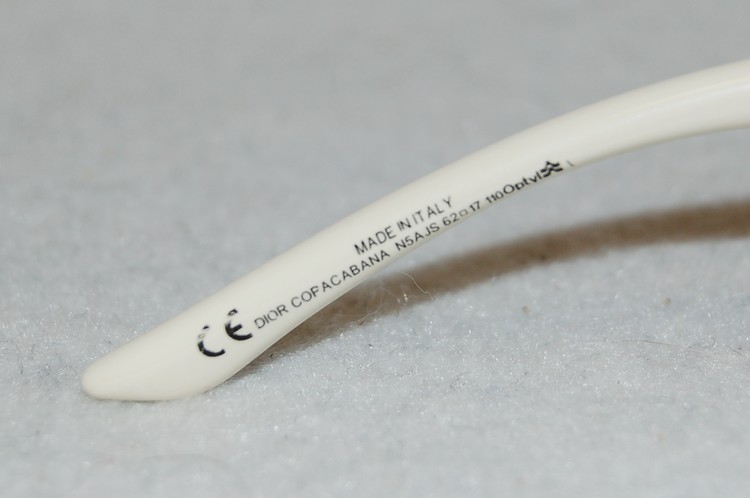 MADE IN ITALY
CE DIOR COPACABANA N5AJS 62□17 110 Optyl